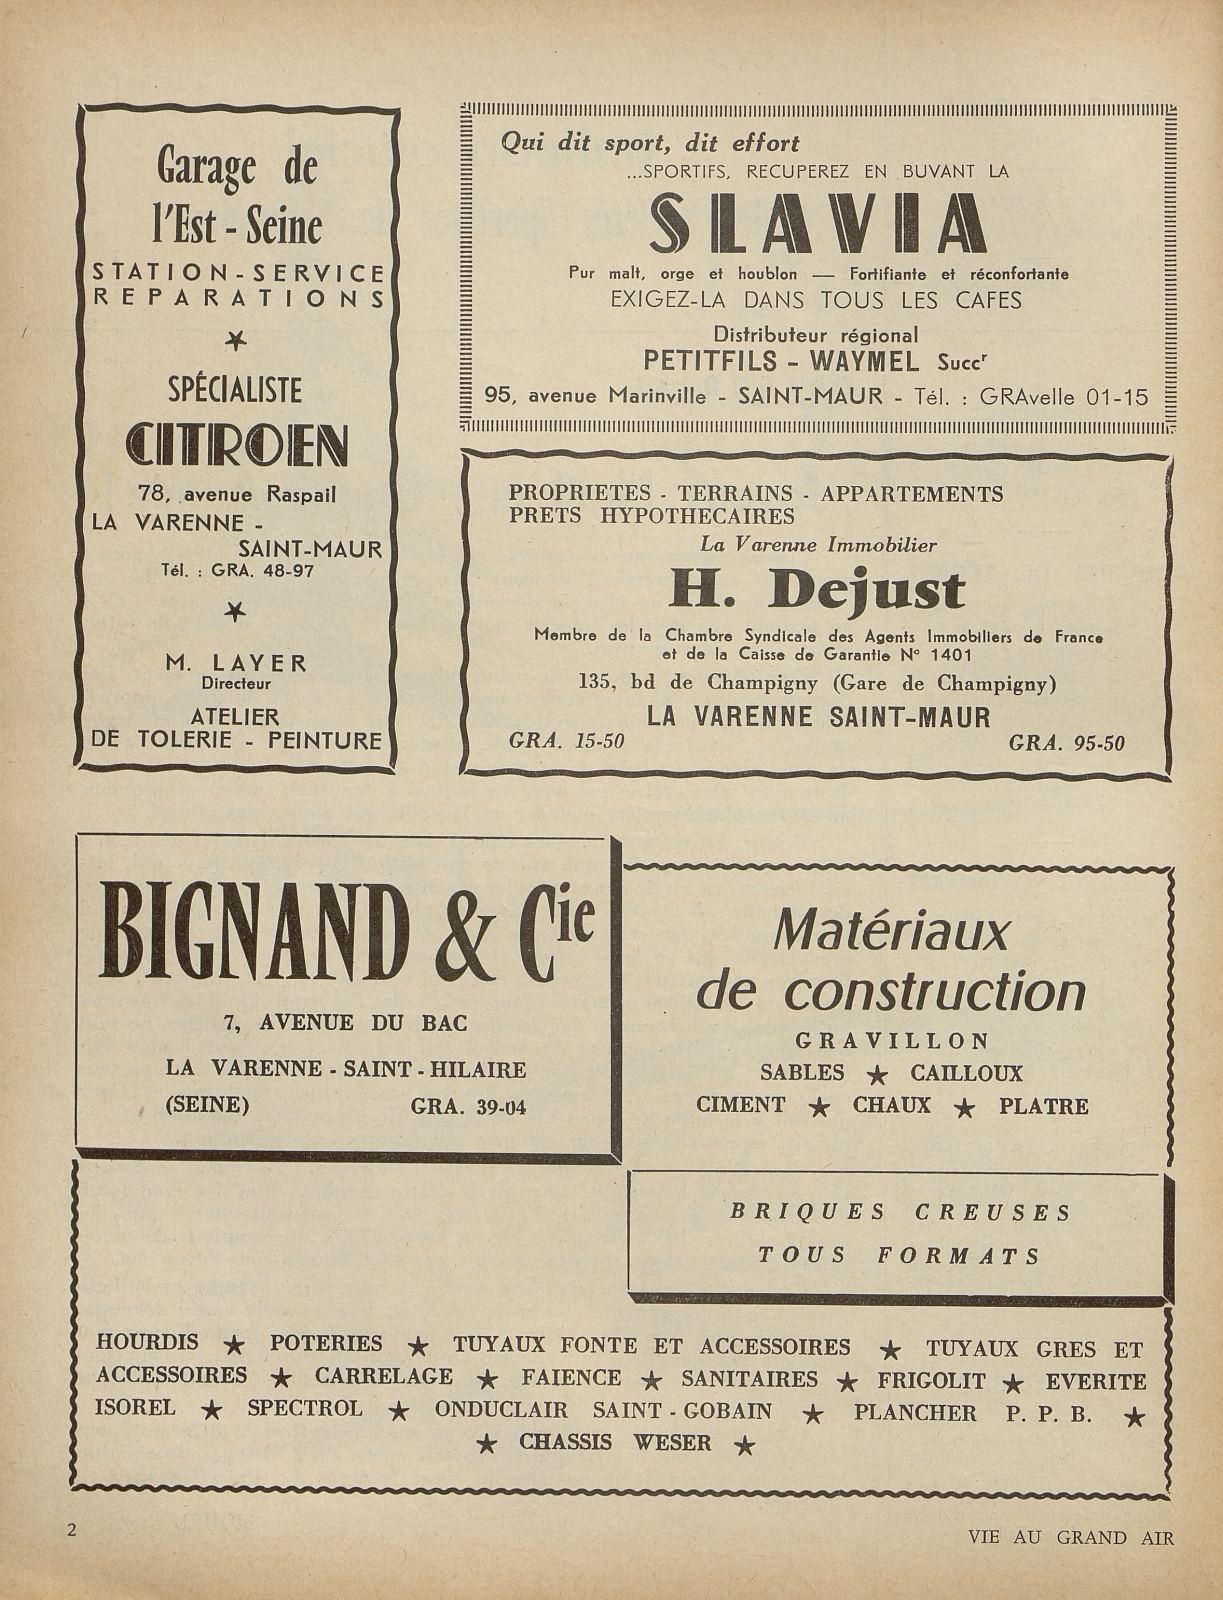 Garage de
l'Est - Seine
STATION-SERVICE
REPARATIONS
SPÉCIALISTE
CITROEN
78, avenue Raspail
LA VARENNE -
SAINT-MAUR
Tél. : GRA. 48-97
M. LAYER
Directeur
ATELIER
DE TOLERIE - PEINTURE
Qui dit sport, dit effort
...SPORTIFS, RECUPEREZ EN BUVANT LA
SLAVIA
Pur malt, orge et houblon — Fortifiante et réconfortante
EXIGEZ-LA DANS TOUS LES CAFES
Distributeur régional
PETITFILS - WAYMEL Succr
95, avenue Marinville - SAINT-MAUR - Tél. : GRAvelle 01-15
PROPRIETES - TERRAINS - APPARTEMENTS
PRETS HYPOTHECAIRES
La Varenne Immobilier
H. Dejust
Membre de la Chambre Syndicale des Agents Immobiliers de France
et de la Caisse de Garantie N° 1401
135, bd de Champigny (Gare de Champigny)
LA VARENNE SAINT-MAUR
GRA. 15-50 GRA. 95-50
BIGNAND & Cie
7, AVENUE DU BAC
LA VARENNE - SAINT - HILAIRE
(SEINE) GRA. 39-04
Matériaux
de construction
GRAVILLON
SABLES ★ CAILLOUX
CIMENT ★ CHAUX ★ PLATRE
BRIQUES CREUSES
TOUS FORMATS
HOURDIS ★ POTERIES ★ TUYAUX FONTE ET ACCESSOIRES ★ TUYAUX GRES ET
ACCESSOIRES ★ CARRELAGE ★ FAIENCE ★ SANITAIRES ★ FRIGOLIT ★ EVERITE
ISOREL ★ SPECTROL ★ ONDUCLAIR SAINT - GOBAIN ★ PLANCHER P. P. B. ★
★ CHASSIS WESER ★
2
VIE AU GRAND AIR